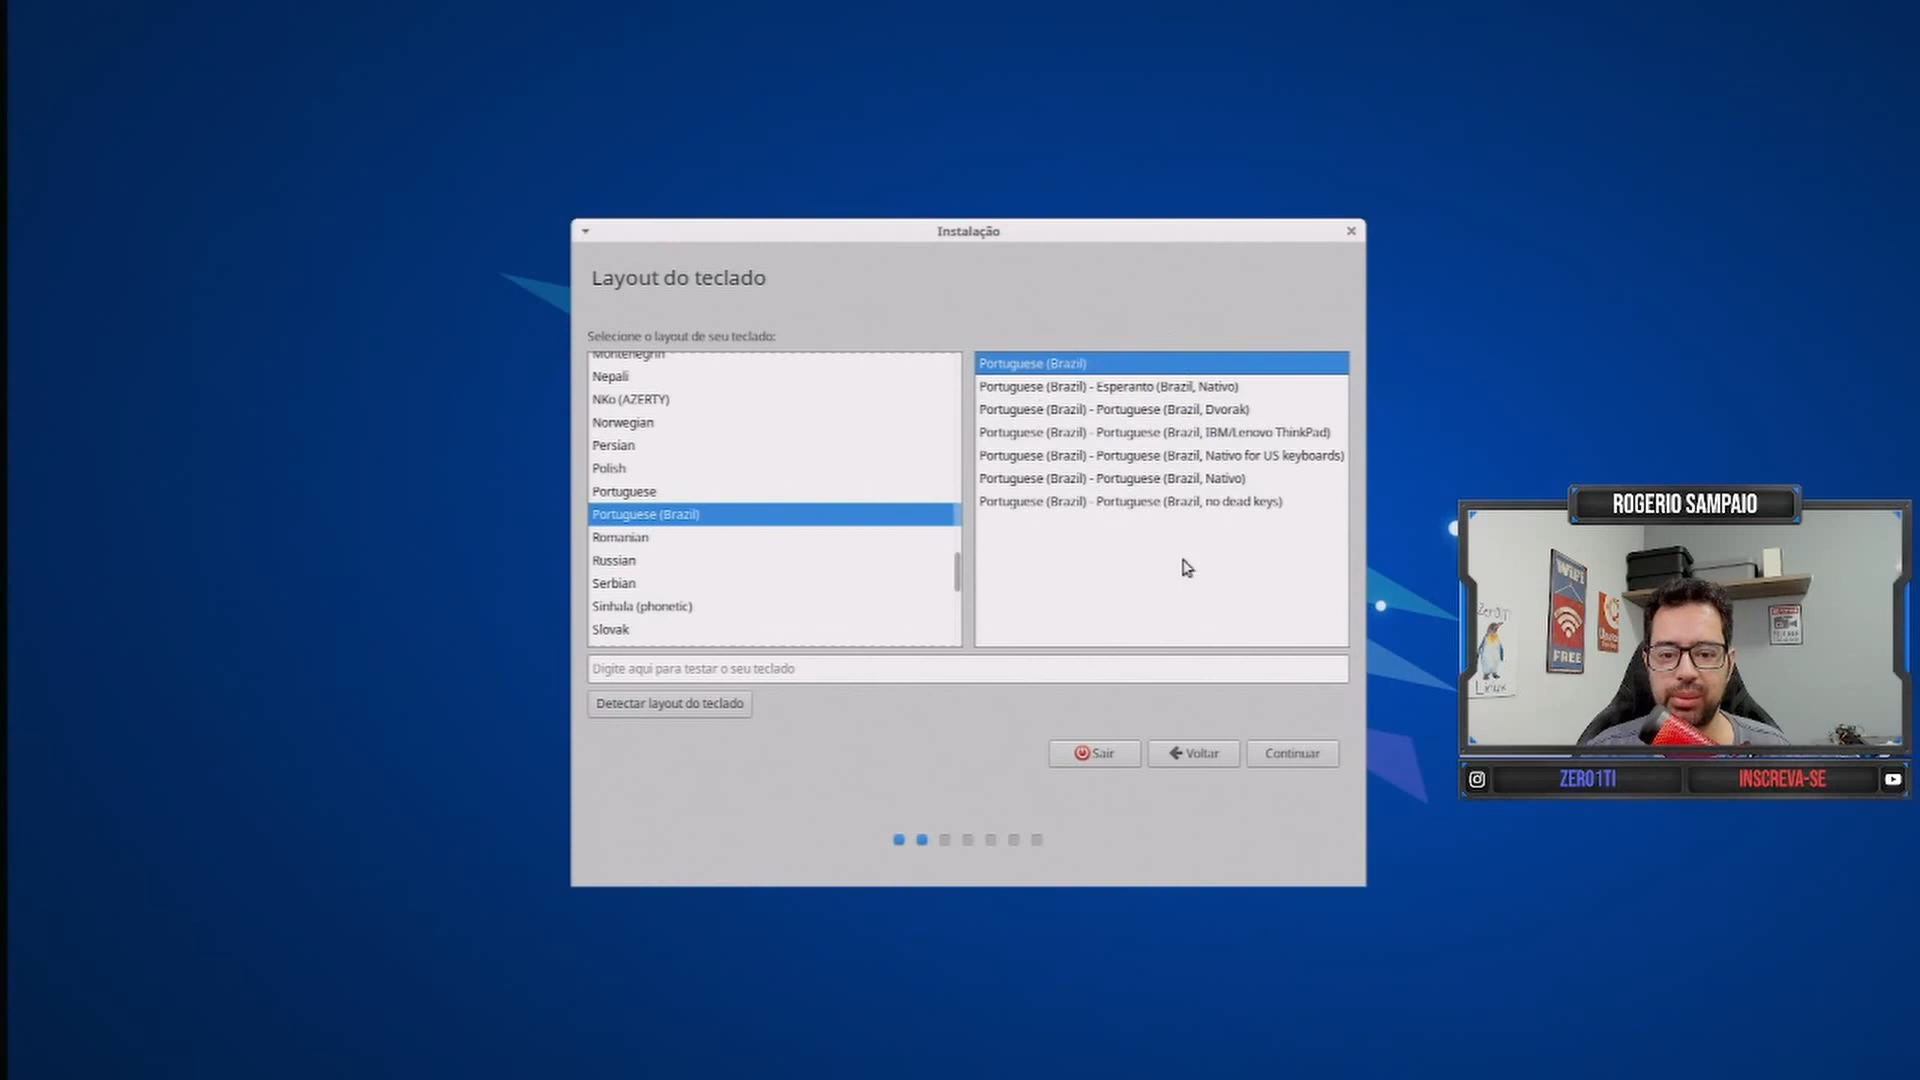 Instalação
Layout do teclado
Selecione o layout de seu teclado:
Montenegrin
Nepali
NKo (AZERTY)
Norwegian
Persian
Polish
Portuguese
Portuguese (Brazil)
Romanian
Russian
Serbian
Sinhala (phonetic)
Slovak
Portuguese (Brazil)
Portuguese (Brazil) - Esperanto (Brazil, Nativo)
Portuguese (Brazil) - Portuguese (Brazil, Dvorak)
Portuguese (Brazil) - Portuguese (Brazil, IBM/Lenovo ThinkPad)
Portuguese (Brazil) - Portuguese (Brazil, Nativo for US keyboards)
Portuguese (Brazil) - Portuguese (Brazil, Nativo)
Portuguese (Brazil) - Portuguese (Brazil, no dead keys)
Digite aqui para testar o seu teclado
Detectar layout do teclado
Sair
Voltar
Continuar
ROGERIO SAMPAIO
WiFi
FREE
Linux
ZERO1TI
INSCREVA-SE